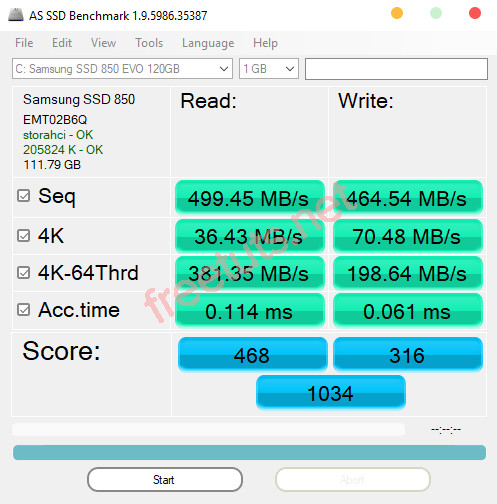 AS SSD Benchmark 1.9.5986.35387
File Edit View Tools Language Help
C: Samsung SSD 850 EVO 120GB 1 GB
Samsung SSD 850 Read: Write:
EMT02B6Q
storahci - OK
205824 K - OK
111.79 GB
Seq 499.45 MB/s 464.54 MB/s
4K 36.43 MB/s 70.48 MB/s
4K-64Thrd 381.35 MB/s 198.64 MB/s
Acc.time 0.114 ms 0.061 ms
Score: 468 316
1034
--:--:--
Start Abort
freetuts.net